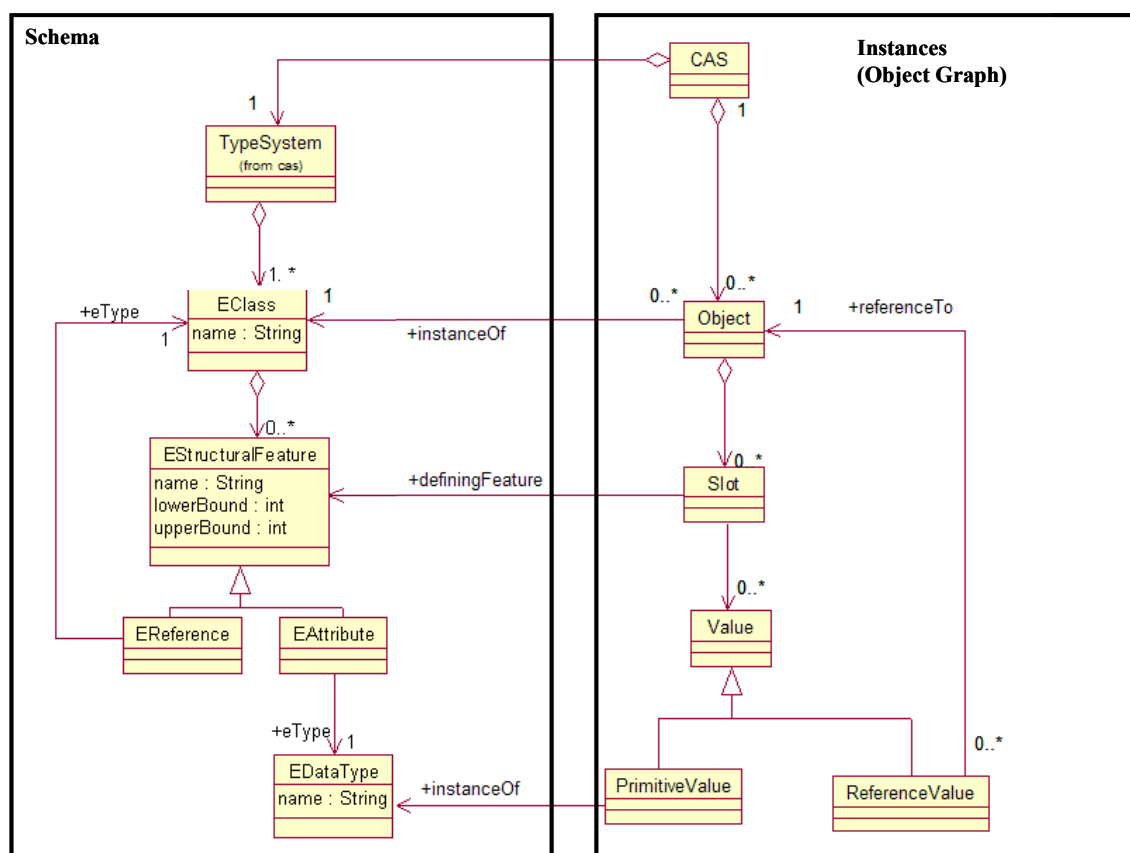 Schema
Instances
(Object Graph)
CAS
1
1
TypeSystem
(from cas)
1..*
EClass
name : String
+eType
1
1
+instanceOf
0..*
0..*
Object
1
+referenceTo
0..*
EStructuralFeature
name : String
lowerBound : int
upperBound : int
+definingFeature
0..*
Slot
0..*
Value
EReference
EAttribute
+eType
1
EDataType
name : String
+instanceOf
PrimitiveValue
0..*
ReferenceValue